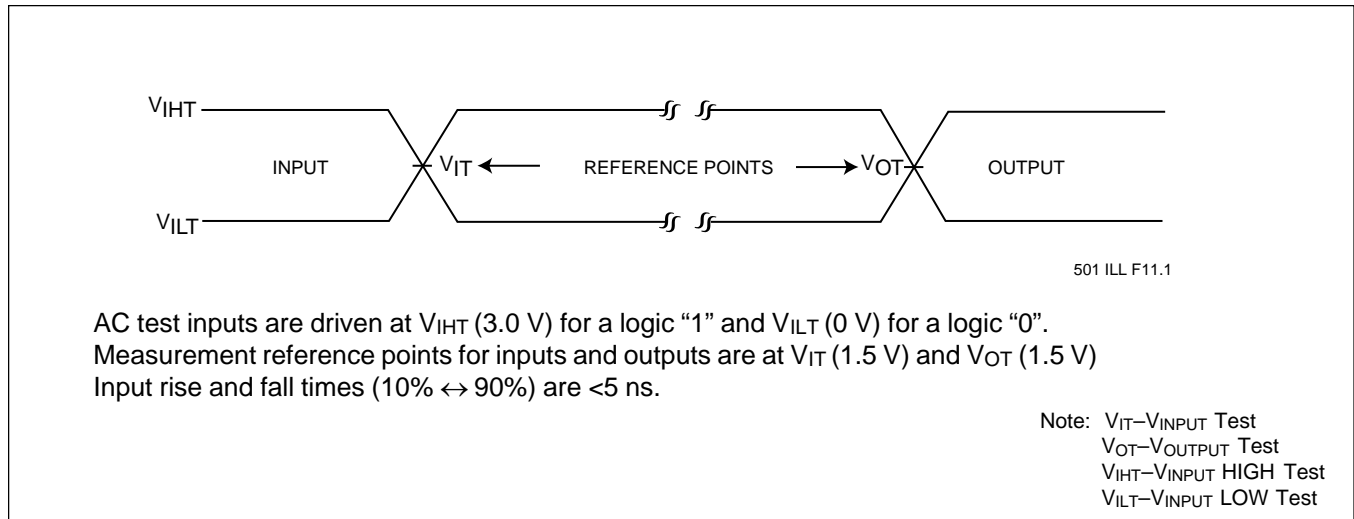 VIHT
INPUT
VIT
REFERENCE POINTS
VOT
OUTPUT
VILT
501 ILL F11.1
AC test inputs are driven at VIHT (3.0 V) for a logic “1” and VILT (0 V) for a logic “0”.
Measurement reference points for inputs and outputs are at VIT (1.5 V) and VOT (1.5 V)
Input rise and fall times (10% ↔ 90%) are <5 ns.
Note: VIT–VINPUT Test
VOT–VOUTPUT Test
VIHT–VINPUT HIGH Test
VILT–VINPUT LOW Test